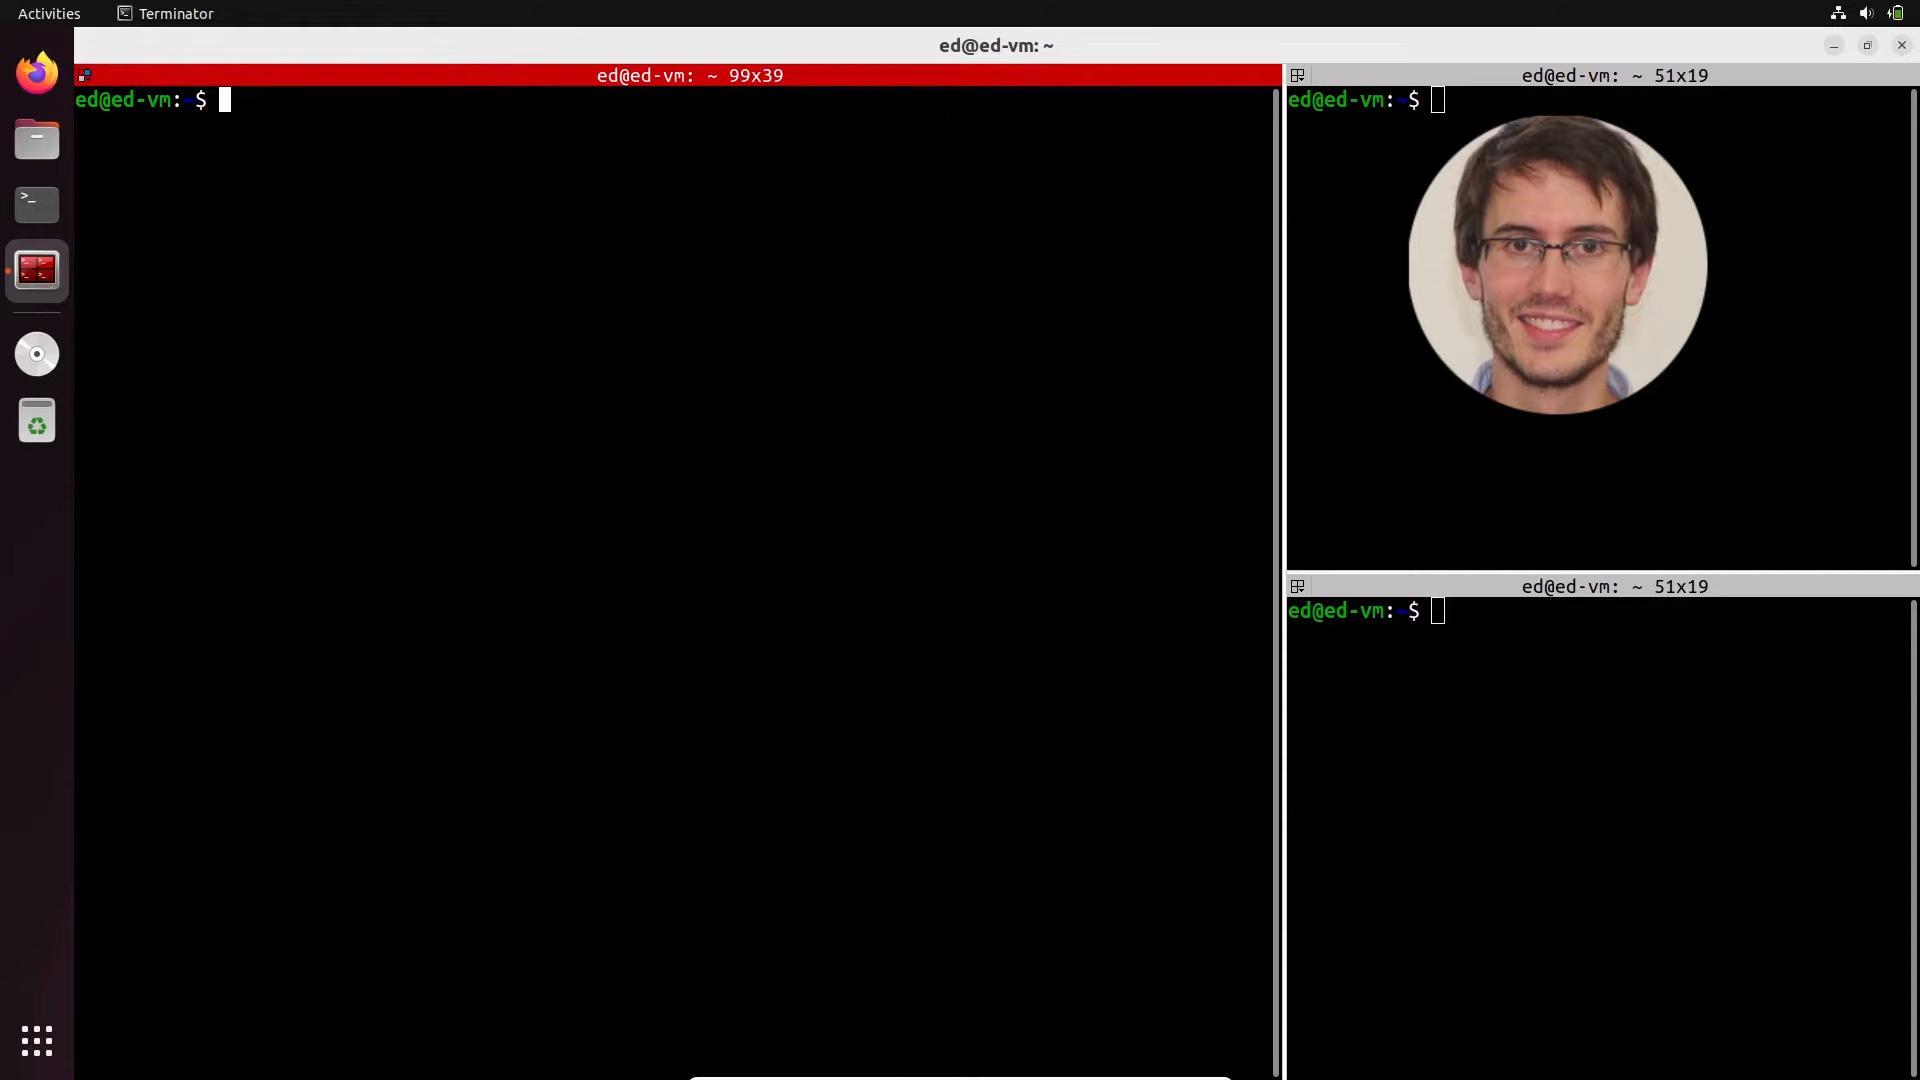 Activities
Terminator
ed@ed-vm: ~
ed@ed-vm: ~ 99x39
ed@ed-vm:~$
ed@ed-vm: ~ 51x19
ed@ed-vm:~$
ed@ed-vm: ~ 51x19
ed@ed-vm:~$